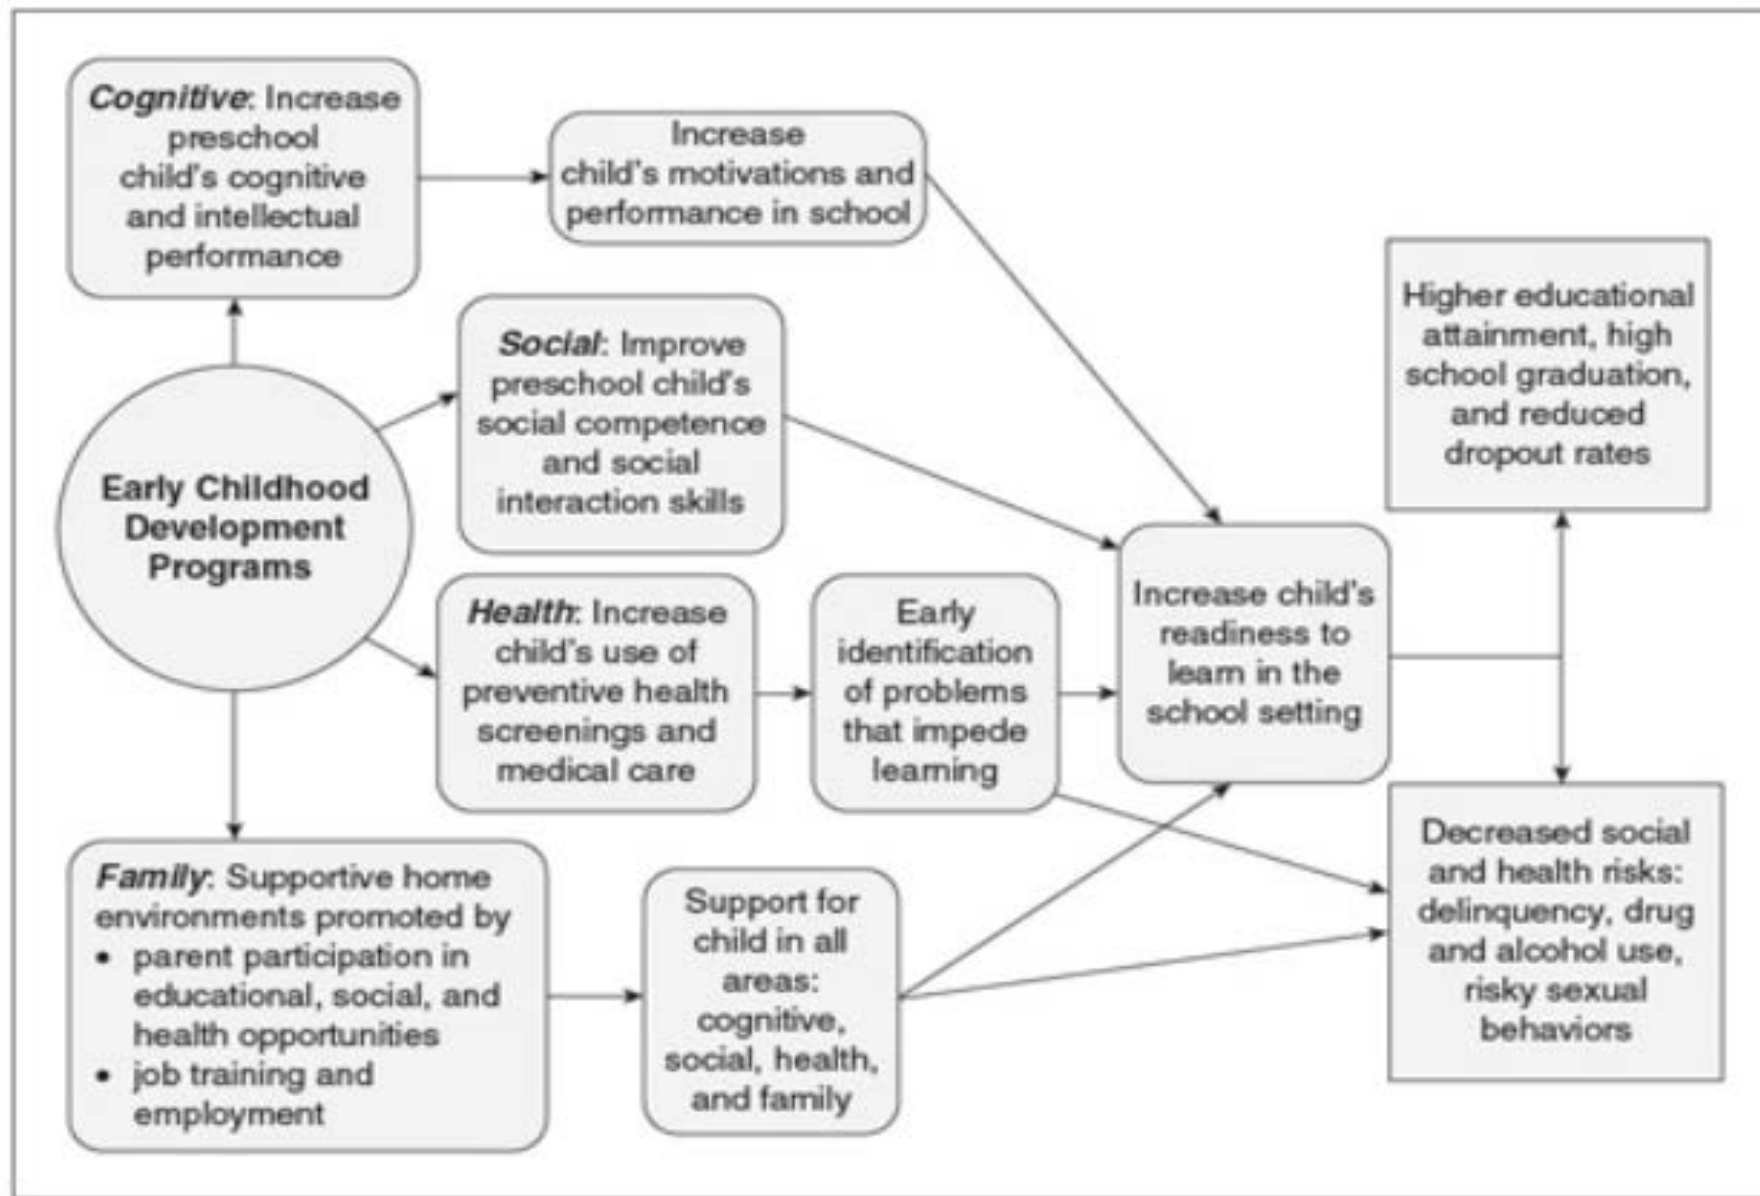 Cognitive: Increase
preschool
child's cognitive
and intellectual
performance
Increase
child's motivations and
performance in school
Social: Improve
preschool child's
social competence
and social
interaction skills
Higher educational
attainment, high
school graduation,
and reduced
dropout rates
Early Childhood
Development
Programs
Health: Increase
child's use of
preventive health
screenings and
medical care
Early
identification
of problems
that impede
learning
Increase child's
readiness to
learn in the
school setting
Family: Supportive home
environments promoted by
• parent participation in
educational, social, and
health opportunities
• job training and
employment
Support for
child in all
areas:
cognitive,
social, health,
and family
Decreased social
and health risks:
delinquency, drug
and alcohol use,
risky sexual
behaviors